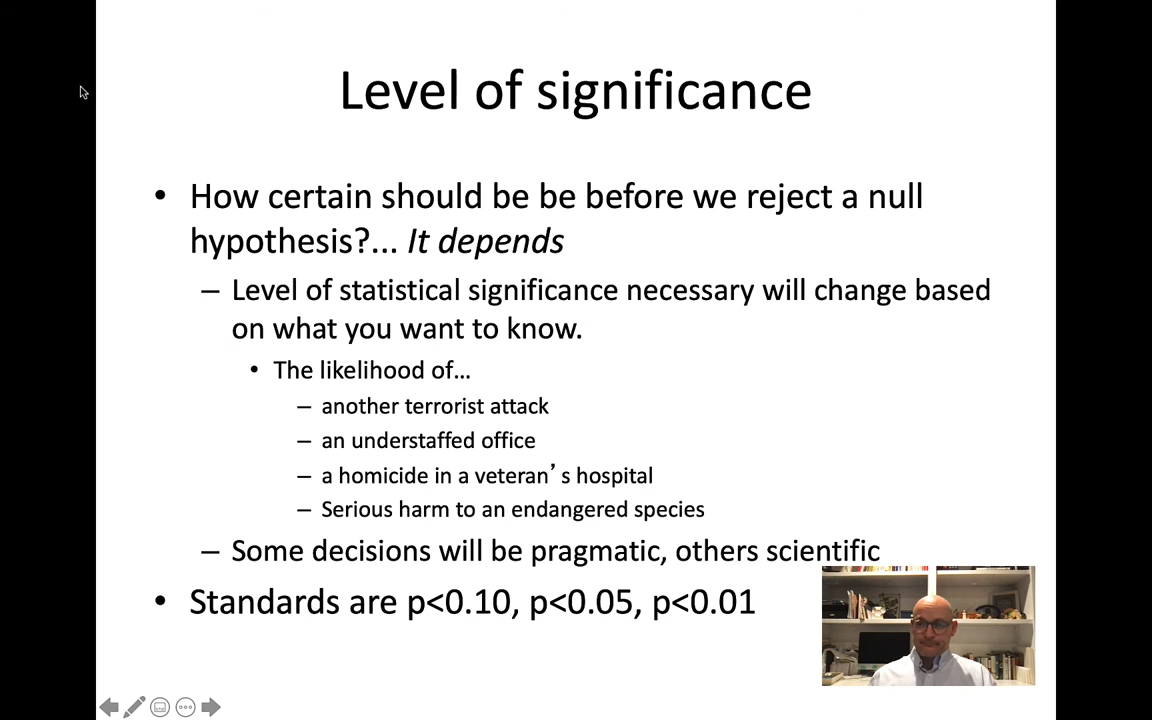 Level of significance
• How certain should be be before we reject a null
hypothesis?... It depends
– Level of statistical significance necessary will change based
on what you want to know.
• The likelihood of…
– another terrorist attack
– an understaffed office
– a homicide in a veteran’s hospital
– Serious harm to an endangered species
– Some decisions will be pragmatic, others scientific
• Standards are p<0.10, p<0.05, p<0.01